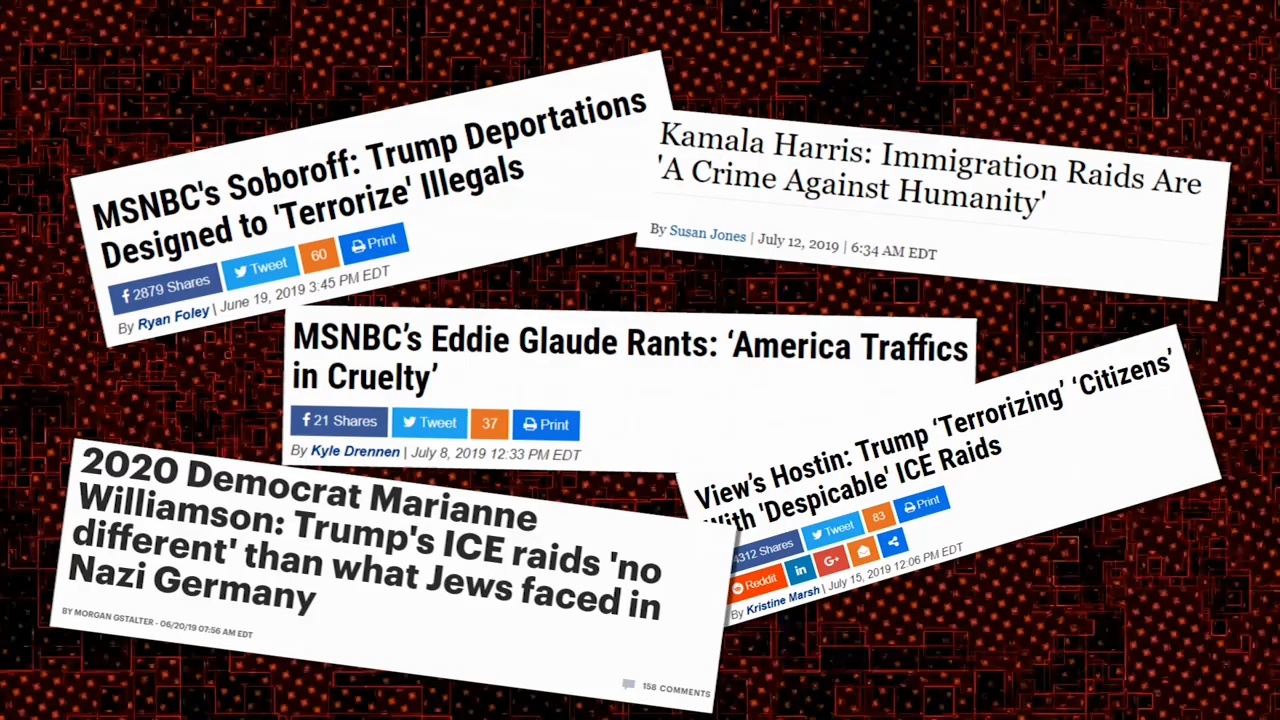 MSNBC's Soboroff: Trump Deportations
Designed to 'Terrorize' Illegals
2879 Shares Tweet 60 Print
By Ryan Foley | June 19, 2019 3:45 PM EDT
Kamala Harris: Immigration Raids Are
'A Crime Against Humanity'
By Susan Jones | July 12, 2019 | 6:34 AM EDT
MSNBC’s Eddie Glaude Rants: ‘America Traffics
in Cruelty’
21 Shares Tweet 37 Print
By Kyle Drennen | July 8, 2019 12:33 PM EDT
View’s Hostin: Trump ‘Terrorizing’ ‘Citizens’
With 'Despicable' ICE Raids
4312 Shares Tweet 83 Print
Reddit in G+
By Kristine Marsh | July 15, 2019 12:06 PM EDT
2020 Democrat Marianne
Williamson: Trump's ICE raids 'no
different' than what Jews faced in
Nazi Germany
BY MORGAN GSTALTER - 06/20/19 07:56 AM EDT
158 COMMENTS